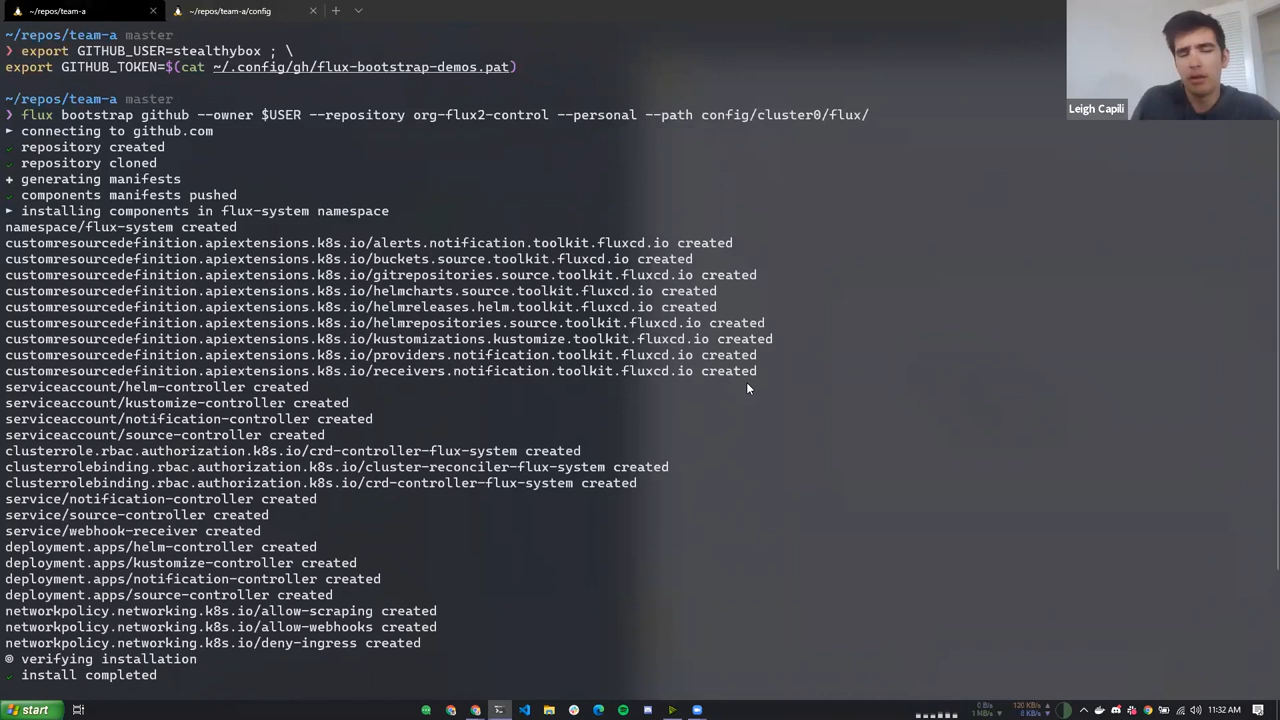 ~/repos/team-a
~/repos/team-a/config
~/repos/team-a master
❯ export GITHUB_USER=stealthybox ; \
export GITHUB_TOKEN=$(cat ~/.config/gh/flux-bootstrap-demos.pat)
~/repos/team-a master
❯ flux bootstrap github --owner $USER --repository org-flux2-control --personal --path config/cluster0/flux/
► connecting to github.com
✔ repository created
✔ repository cloned
✚ generating manifests
✔ components manifests pushed
► installing components in flux-system namespace
namespace/flux-system created
customresourcedefinition.apiextensions.k8s.io/alerts.notification.toolkit.fluxcd.io created
customresourcedefinition.apiextensions.k8s.io/buckets.source.toolkit.fluxcd.io created
customresourcedefinition.apiextensions.k8s.io/gitrepositories.source.toolkit.fluxcd.io created
customresourcedefinition.apiextensions.k8s.io/helmcharts.source.toolkit.fluxcd.io created
customresourcedefinition.apiextensions.k8s.io/helmreleases.helm.toolkit.fluxcd.io created
customresourcedefinition.apiextensions.k8s.io/helmrepositories.source.toolkit.fluxcd.io created
customresourcedefinition.apiextensions.k8s.io/kustomizations.kustomize.toolkit.fluxcd.io created
customresourcedefinition.apiextensions.k8s.io/providers.notification.toolkit.fluxcd.io created
customresourcedefinition.apiextensions.k8s.io/receivers.notification.toolkit.fluxcd.io created
serviceaccount/helm-controller created
serviceaccount/kustomize-controller created
serviceaccount/notification-controller created
serviceaccount/source-controller created
clusterrole.rbac.authorization.k8s.io/crd-controller-flux-system created
clusterrolebinding.rbac.authorization.k8s.io/cluster-reconciler-flux-system created
clusterrolebinding.rbac.authorization.k8s.io/crd-controller-flux-system created
service/notification-controller created
service/source-controller created
service/webhook-receiver created
deployment.apps/helm-controller created
deployment.apps/kustomize-controller created
deployment.apps/notification-controller created
deployment.apps/source-controller created
networkpolicy.networking.k8s.io/allow-scraping created
networkpolicy.networking.k8s.io/allow-webhooks created
networkpolicy.networking.k8s.io/deny-ingress created
◎ verifying installation
✔ install completed
Leigh Capili
start
0 B/s 120 KB/s
1 MB/s 8 KB/s
11:32 AM